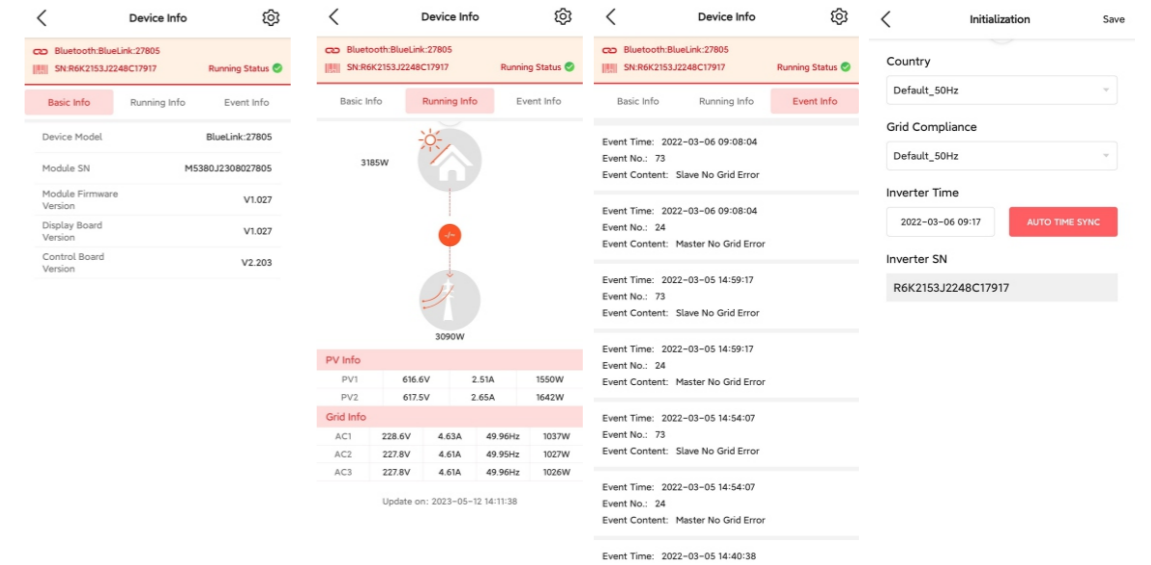 Device Info
Bluetooth:BlueLink:27805
SN:R6K2153J2248C17917 Running Status
Basic Info Running Info Event Info
Device Model BlueLink:27805
Module SN M5380J2308027805
Module Firmware
Version V1.027
Display Board
Version V1.027
Control Board
Version V2.203
Device Info
Bluetooth:BlueLink:27805
SN:R6K2153J2248C17917 Running Status
Basic Info Running Info Event Info
3185W
3090W
PV Info
PV1 616.6V 2.51A 1550W
PV2 617.5V 2.65A 1642W
Grid Info
AC1 228.6V 4.63A 49.96Hz 1037W
AC2 227.8V 4.61A 49.95Hz 1027W
AC3 227.8V 4.61A 49.96Hz 1026W
Update on: 2023-05-12 14:11:38
Device Info
Bluetooth:BlueLink:27805
SN:R6K2153J2248C17917 Running Status
Basic Info Running Info Event Info
Event Time: 2022-03-06 09:08:04
Event No.: 73
Event Content: Slave No Grid Error
Event Time: 2022-03-06 09:08:04
Event No.: 24
Event Content: Master No Grid Error
Event Time: 2022-03-05 14:59:17
Event No.: 73
Event Content: Slave No Grid Error
Event Time: 2022-03-05 14:59:17
Event No.: 24
Event Content: Master No Grid Error
Event Time: 2022-03-05 14:54:07
Event No.: 73
Event Content: Slave No Grid Error
Event Time: 2022-03-05 14:54:07
Event No.: 24
Event Content: Master No Grid Error
Event Time: 2022-03-05 14:40:38
Initialization Save
Country
Default_50Hz
Grid Compliance
Default_50Hz
Inverter Time
2022-03-06 09:17 AUTO TIME SYNC
Inverter SN
R6K2153J2248C17917